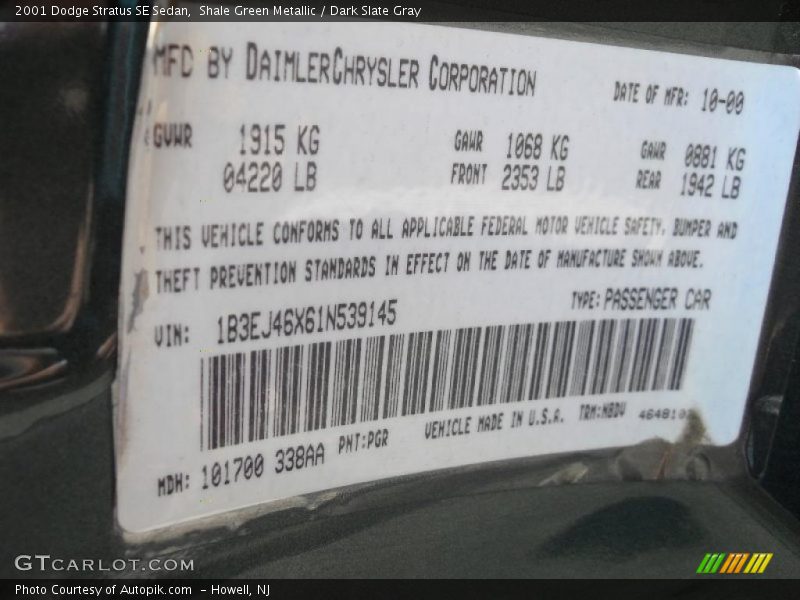 2001 Dodge Stratus SE Sedan, Shale Green Metallic / Dark Slate Gray
MFD BY DAIMLERCHRYSLER CORPORATION DATE OF MFR: 10-00
GVWR 1915 KG GAWR 1068 KG GAWR 0881 KG
04220 LB FRONT 2353 LB REAR 1942 LB
THIS VEHICLE CONFORMS TO ALL APPLICABLE FEDERAL MOTOR VEHICLE SAFETY, BUMPER AND
THEFT PREVENTION STANDARDS IN EFFECT ON THE DATE OF MANUFACTURE SHOWN ABOVE.
VIN: 1B3EJ46X61N539145 TYPE: PASSENGER CAR
MDH: 101700 338AA PNT:PGR VEHICLE MADE IN U.S.A. TRM:HBDV
GTCARLOT.COM
Photo Courtesy of Autopik.com - Howell, NJ